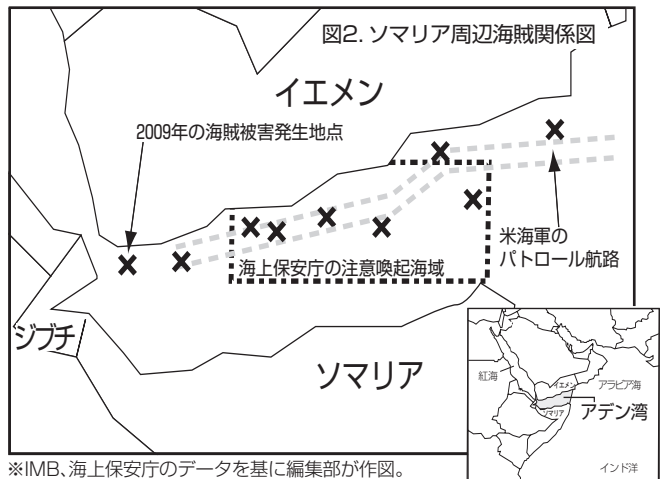 図2. ソマリア周辺海賊関係図
イエメン
2009年の海賊被害発生地点
米海軍の
パトロール航路
海上保安庁の注意喚起海域
ジブチ
ソマリア
紅海
イエメン
アラビア海
アデン湾
ソマリア
インド洋
※IMB、海上保安庁のデータを基に編集部が作図。